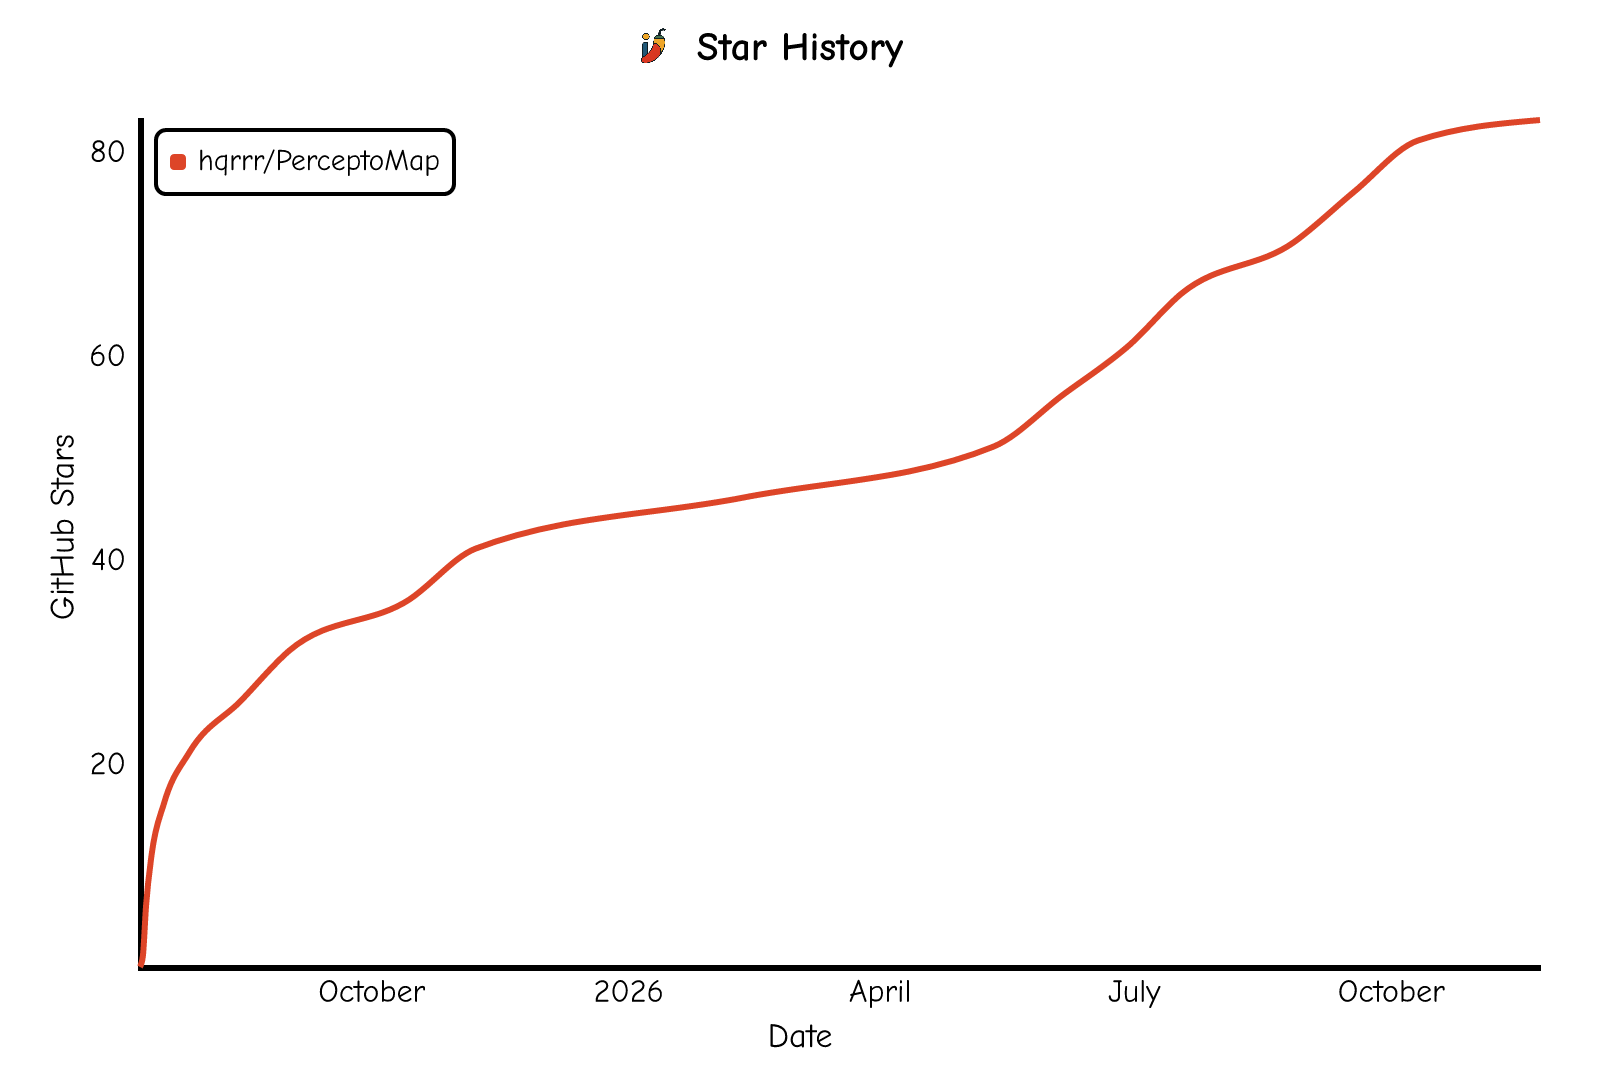 Star History
hqrrr/PerceptoMap
80
60
40
20
GitHub Stars
October
2026
April
July
October
Date